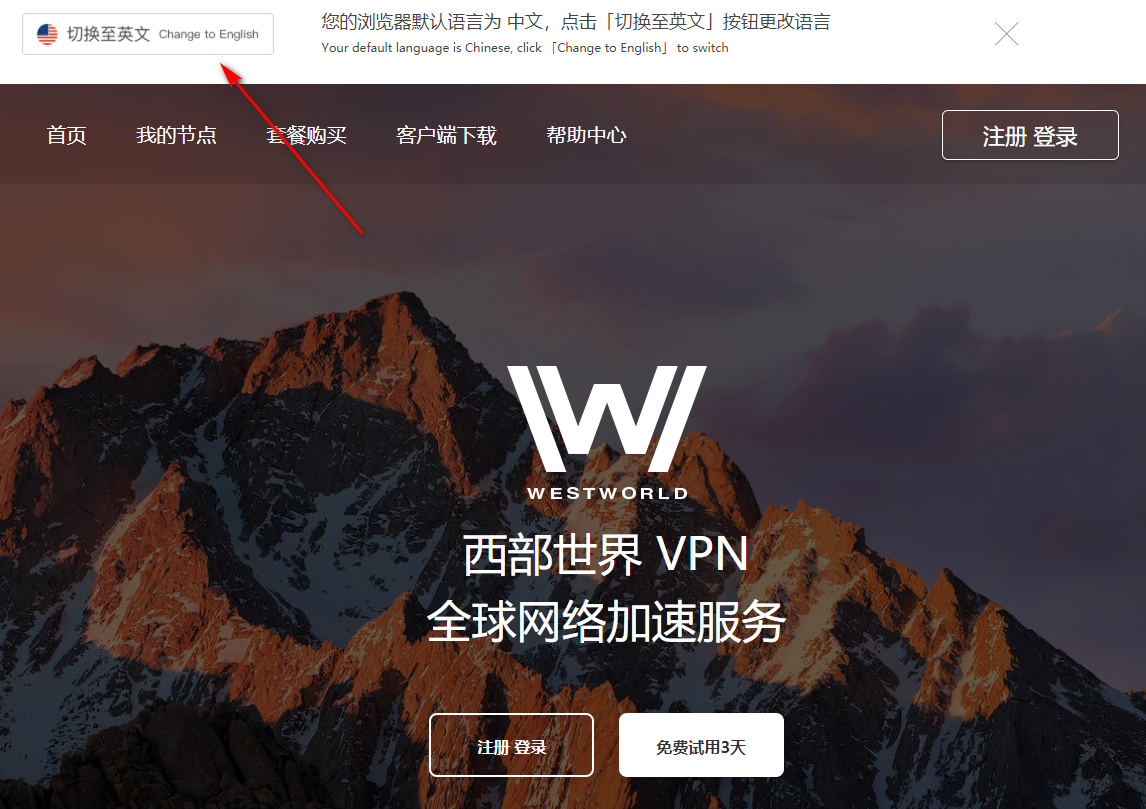 切换至英文 Change to English
您的浏览器默认语言为 中文，点击「切换至英文」按钮更改语言
Your default language is Chinese, click 「Change to English」 to switch
首页 我的节点 套餐购买 客户端下载 帮助中心 注册 登录
WESTWORLD
西部世界 VPN
全球网络加速服务
注册 登录 免费试用3天